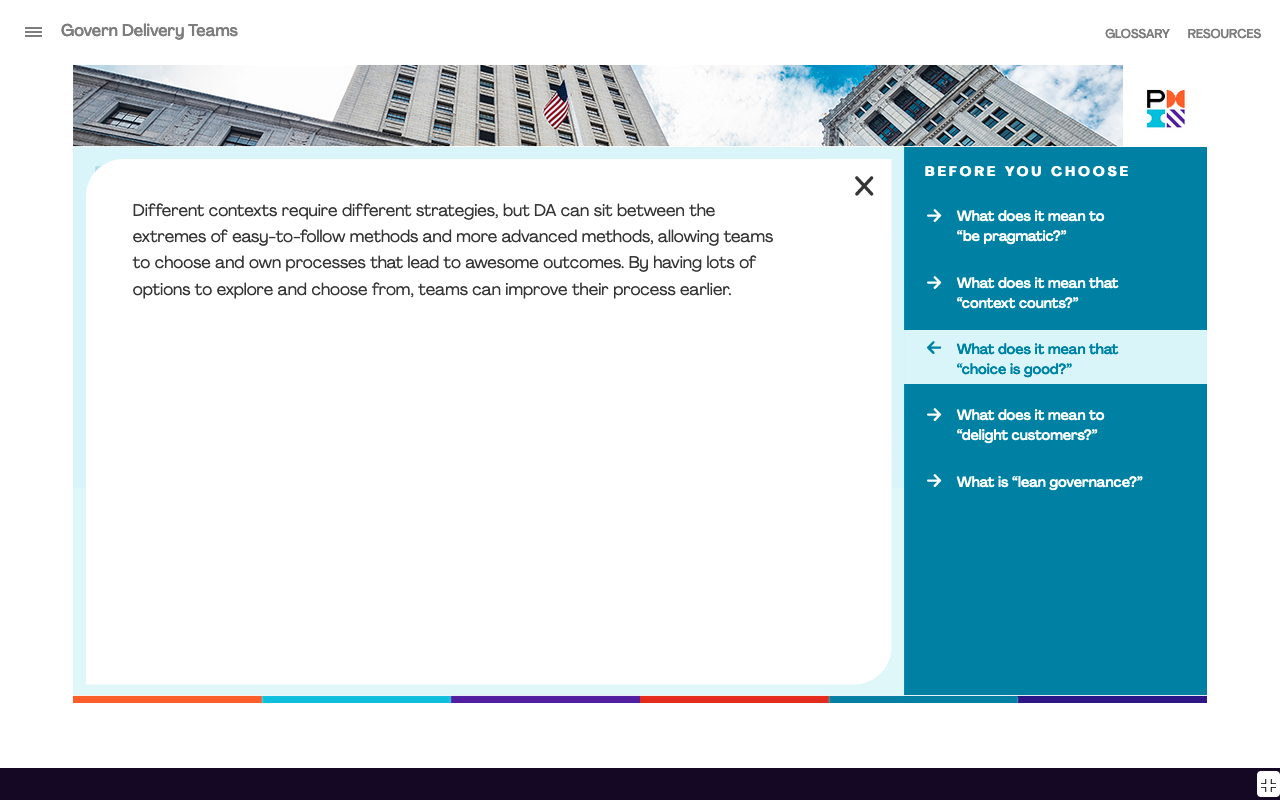 Govern Delivery Teams
GLOSSARY
RESOURCES
Different contexts require different strategies, but DA can sit between the
extremes of easy-to-follow methods and more advanced methods, allowing teams
to choose and own processes that lead to awesome outcomes. By having lots of
options to explore and choose from, teams can improve their process earlier.
BEFORE YOU CHOOSE
What does it mean to
“be pragmatic?”
What does it mean that
“context counts?”
What does it mean that
“choice is good?”
What does it mean to
“delight customers?”
What is “lean governance?”